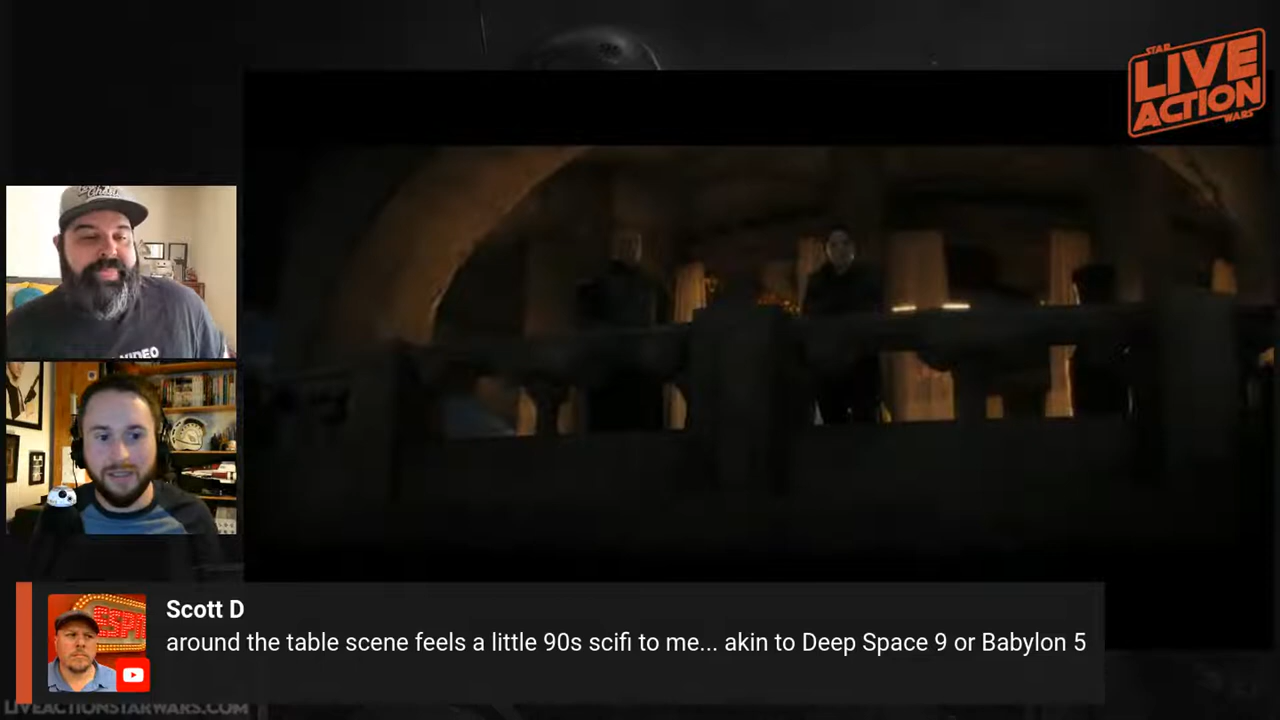 STAR
LIVE
ACTION
WARS
VIDEO
Scott D
around the table scene feels a little 90s scifi to me... akin to Deep Space 9 or Babylon 5
LIVEACTIONSTARWARS.COM